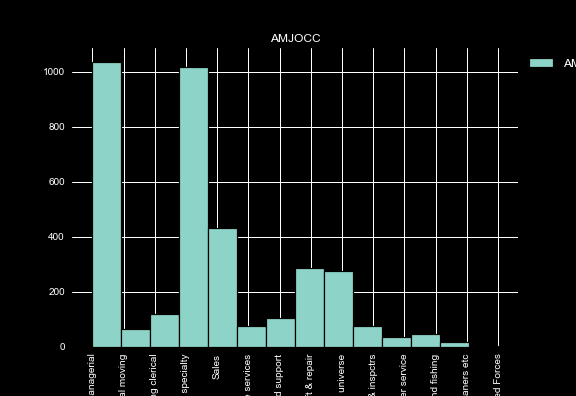 AMJOCC
AM
1000
800
600
400
200
0
anagerial
al moving
g clerical
specialty
Sales
services
d support
t & repair
universe
& inspctrs
er service
nd fishing
aners etc
ed Forces